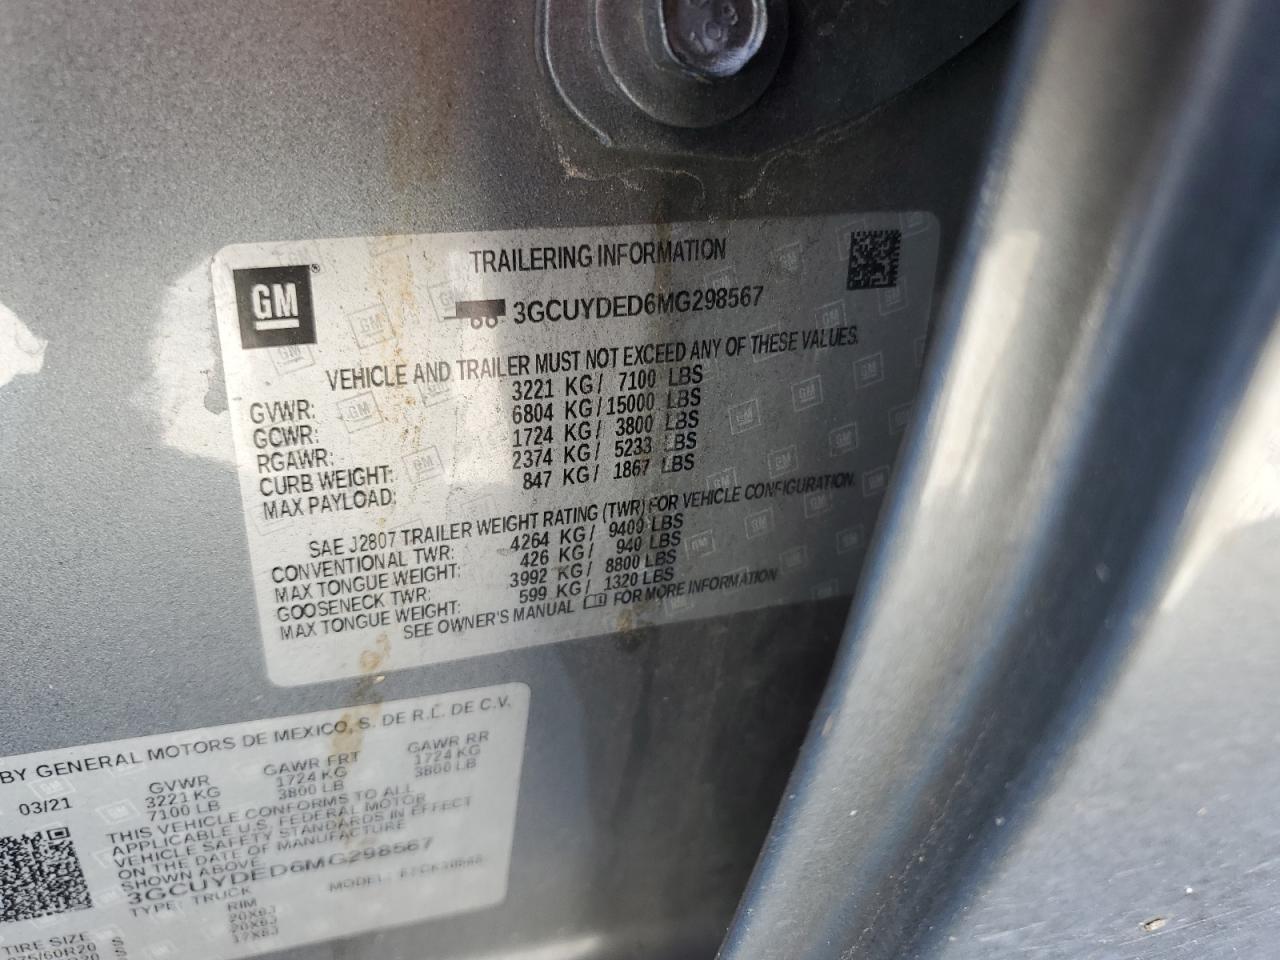 TRAILERING INFORMATION
GM®
3GCUYDED6MG298567
VEHICLE AND TRAILER MUST NOT EXCEED ANY OF THESE VALUES.
GVWR: 3221 KG / 7100 LBS
GCWR: 6804 KG / 15000 LBS
RGAWR: 1724 KG / 3800 LBS
CURB WEIGHT: 2374 KG / 5233 LBS
MAX PAYLOAD: 847 KG / 1867 LBS
SAE J2807 TRAILER WEIGHT RATING (TWR) FOR VEHICLE CONFIGURATION.
CONVENTIONAL TWR: 4264 KG / 9400 LBS
MAX TONGUE WEIGHT: 426 KG / 940 LBS
GOOSENECK TWR: 3992 KG / 8800 LBS
MAX TONGUE WEIGHT: 599 KG / 1320 LBS
SEE OWNER'S MANUAL FOR MORE INFORMATION
BY GENERAL MOTORS DE MEXICO, S. DE R.L. DE C.V.
03/21
GVWR GAWR FRT GAWR RR
3221 KG 1724 KG 1724 KG
7100 LB 3800 LB 3800 LB
THIS VEHICLE CONFORMS TO ALL
APPLICABLE U.S. FEDERAL MOTOR
VEHICLE SAFETY STANDARDS IN EFFECT
ON THE DATE OF MANUFACTURE
SHOWN ABOVE.
3GCUYDED6MG298567
TYPE: TRUCK MODEL:
TIRE SIZE RIM
275/60R20 S 20X9J
S 20X9J
17X8J